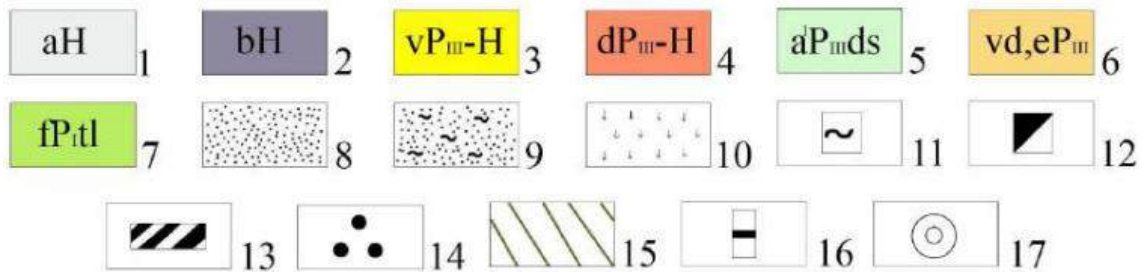 aH 1 bH 2 vPIII-H 3 dPIII-H 4 a¹PIIIds 5 vd,ePIII 6
fPItl 7 8 9 10 11 12
13 14 15 16 17